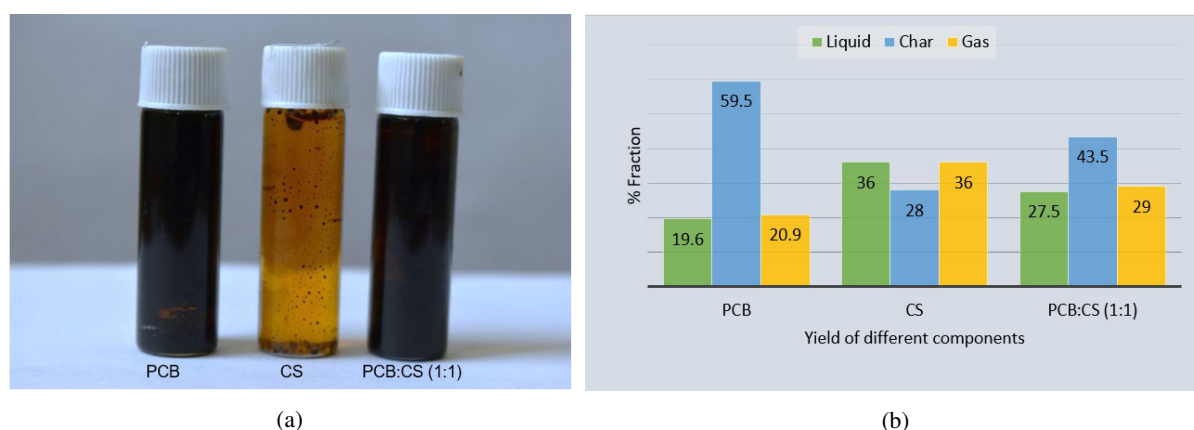 PCB CS PCB:CS (1:1)
(a)
Liquid Char Gas
% Fraction
59.5
43.5
36 36
28 27.5 29
19.6 20.9
PCB CS PCB:CS (1:1)
Yield of different components
(b)